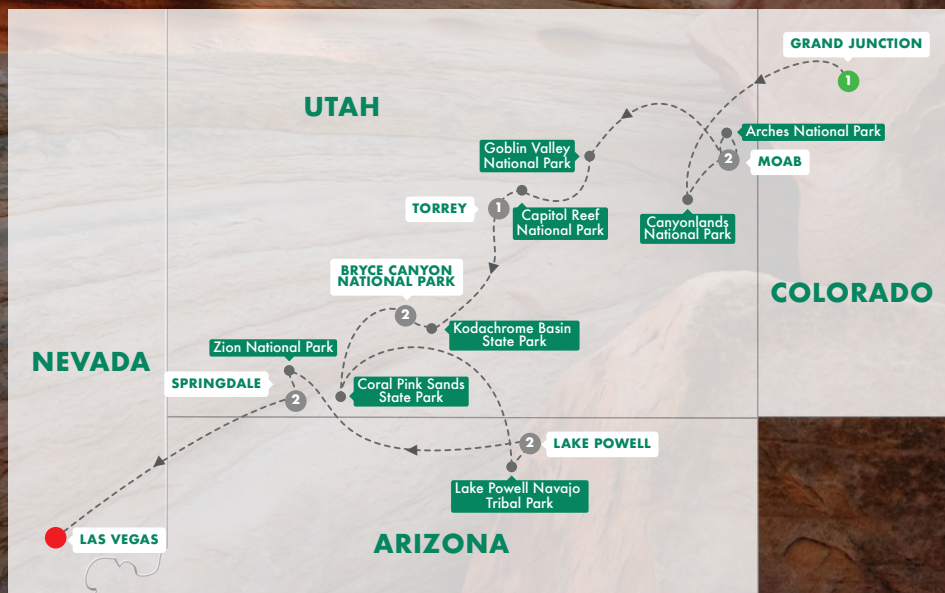 GRAND JUNCTION
1
UTAH
Arches National Park
2
MOAB
Goblin Valley
National Park
TORREY
1
Capitol Reef
National Park
Canyonlands
National Park
BRYCE CANYON
NATIONAL PARK
2
COLORADO
Kodachrome Basin
State Park
NEVADA
Zion National Park
SPRINGDALE
2
Coral Pink Sands
State Park
2
LAKE POWELL
Lake Powell Navajo
Tribal Park
LAS VEGAS
ARIZONA